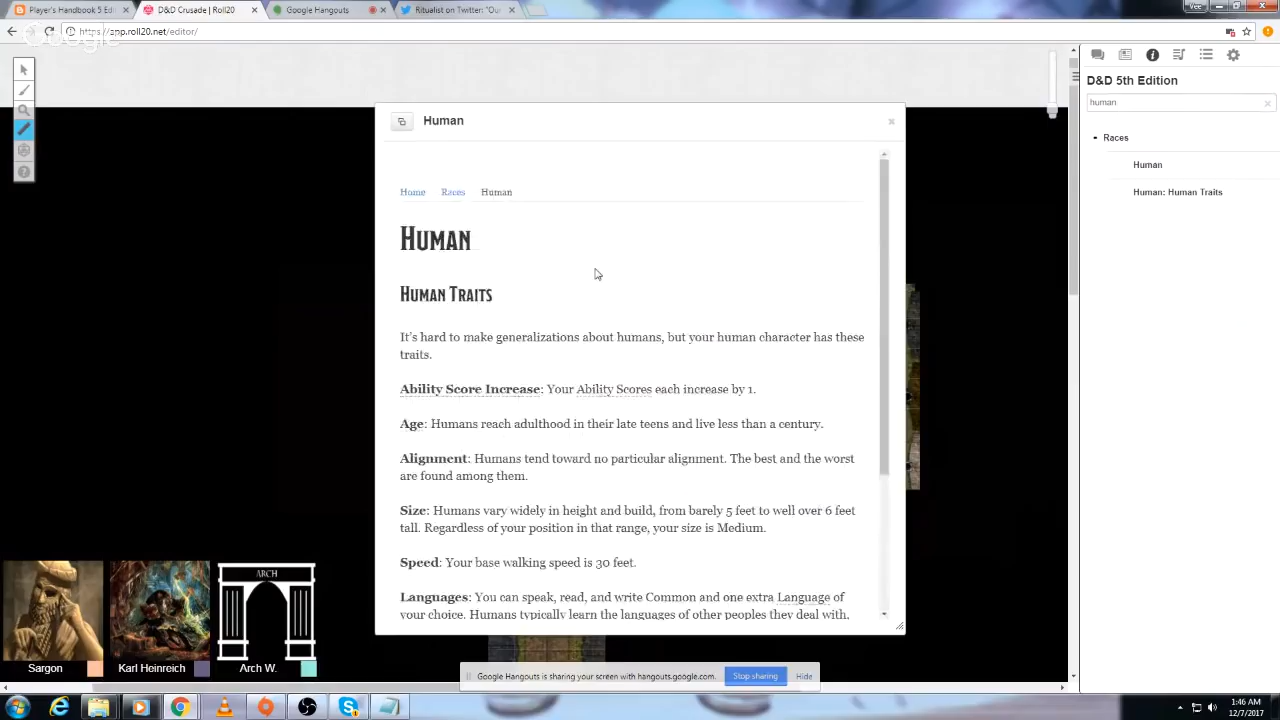 Player's Handbook 5 Edi
D&D Crusade | Roll20
Google Hangouts
Ritualist on Twitter: "Our
Vee
https://app.roll20.net/editor/
Google
D&D 5th Edition
human
Races
Human
Human: Human Traits
Human
Home Races Human
Human
Human Traits
It's hard to make generalizations about humans, but your human character has these
traits.
Ability Score Increase: Your Ability Scores each increase by 1.
Age: Humans reach adulthood in their late teens and live less than a century.
Alignment: Humans tend toward no particular alignment. The best and the worst
are found among them.
Size: Humans vary widely in height and build, from barely 5 feet to well over 6 feet
tall. Regardless of your position in that range, your size is Medium.
Speed: Your base walking speed is 30 feet.
Languages: You can speak, read, and write Common and one extra Language of
your choice. Humans typically learn the languages of other peoples they deal with,
ARCH
Sargon
Karl Heinreich
Arch W.
Google Hangouts is sharing your screen with hangouts.google.com.
Stop sharing
Hide
1:46 AM
12/7/2017